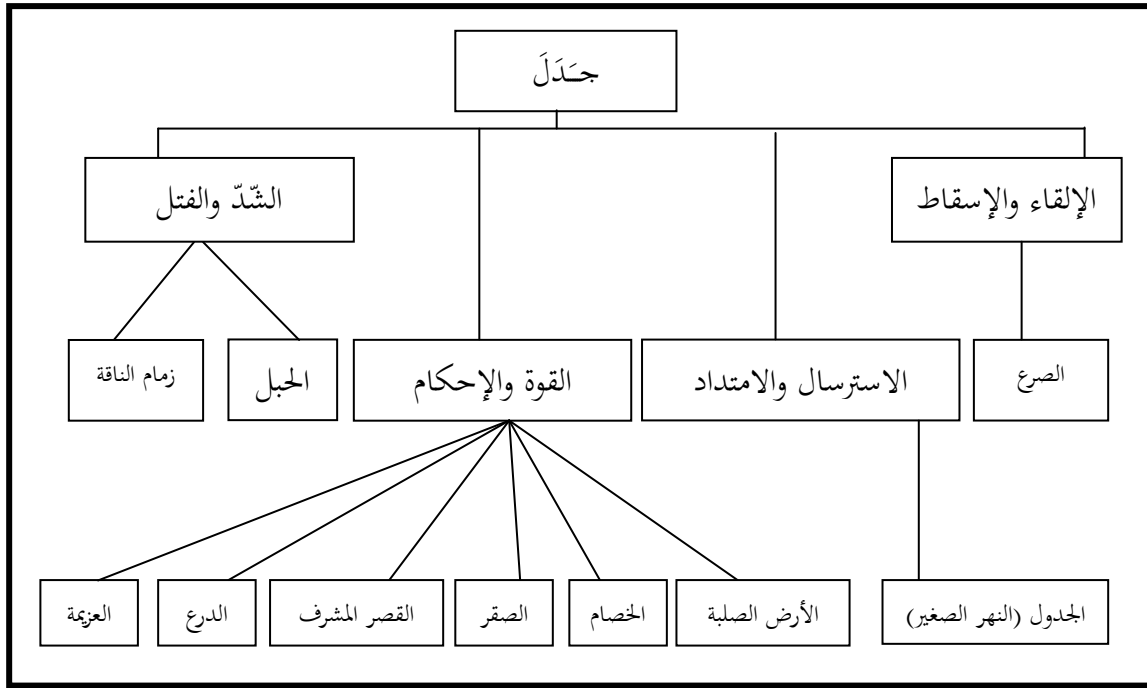 جَدَلَ
الإلقاء والإسقاط
الشّدّ والفتل
الصرع
الاسترسال والامتداد
القوة والإحكام
الحبل
زمام الناقة
الجدول (النهر الصغير)
الأرض الصلبة
الخصام
الصقر
القصر المشرف
الدرع
العزيمة